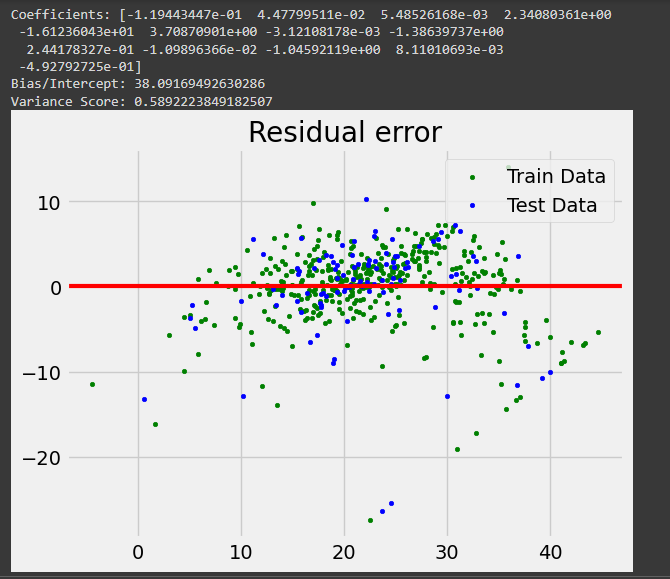 Coefficients: [-1.19443447e-01  4.47799511e-02  5.48526168e-03  2.34080361e+00
 -1.61236043e+01  3.70870901e+00 -3.12108178e-03 -1.38639737e+00
  2.44178327e-01 -1.09896366e-02 -1.04592119e+00  8.11010693e-03
 -4.92792725e-01]
Bias/Intercept: 38.09169492630286
Variance Score: 0.5892223849182507
Residual error
Train Data
Test Data
10
0
−10
−20
0 10 20 30 40